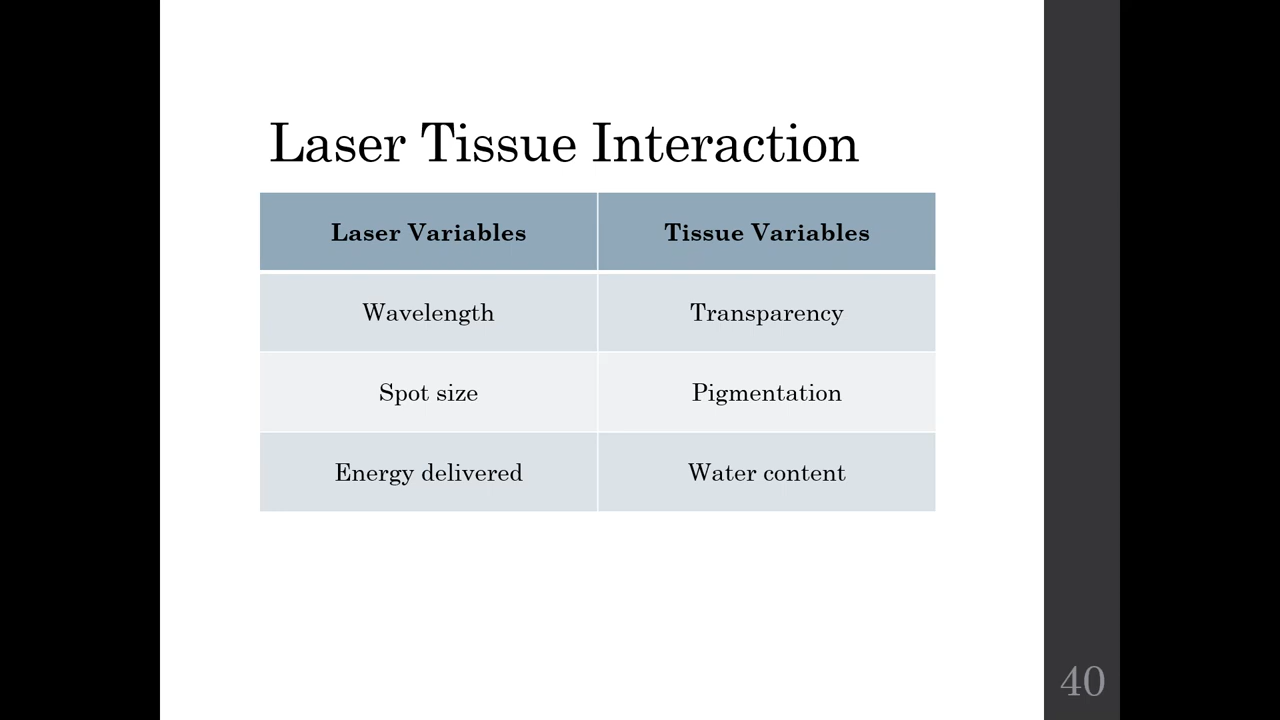 Laser Tissue Interaction
Laser Variables Tissue Variables
Wavelength Transparency
Spot size Pigmentation
Energy delivered Water content
40